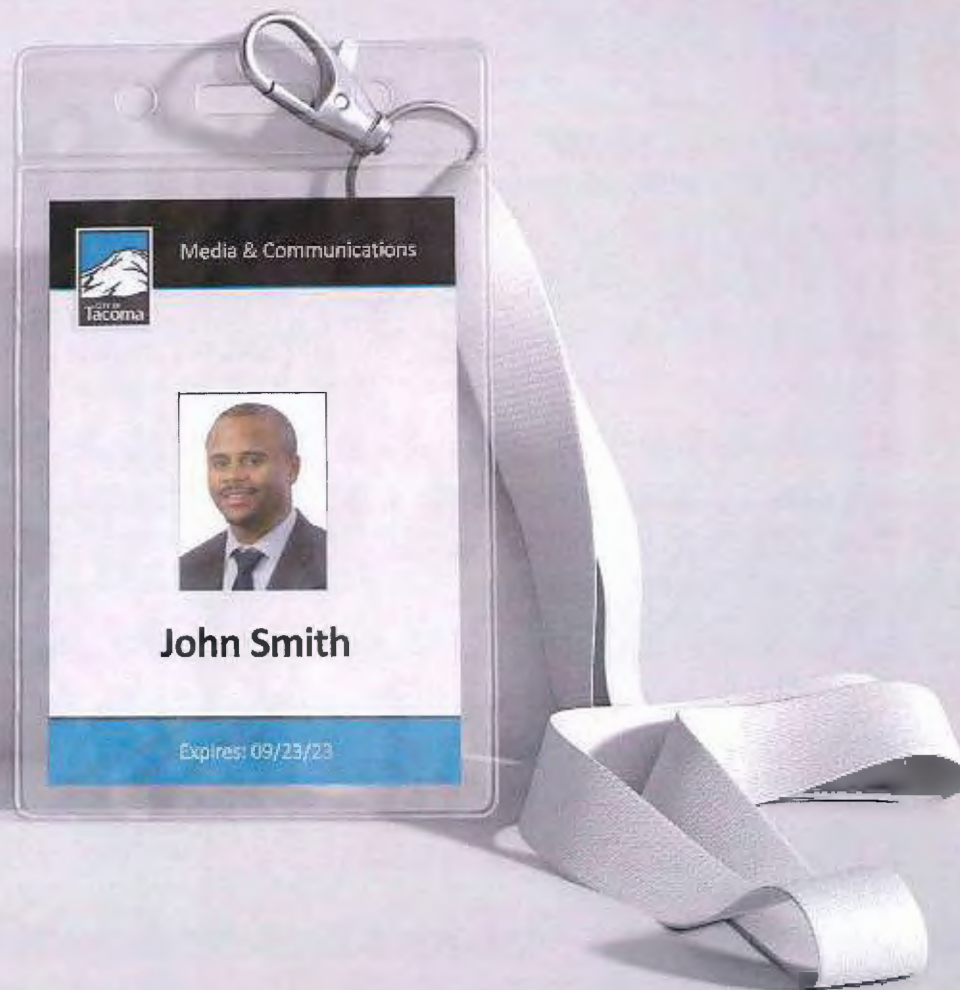 Media & Communications
CITY OF
Tacoma
John Smith
Expires: 09/23/23